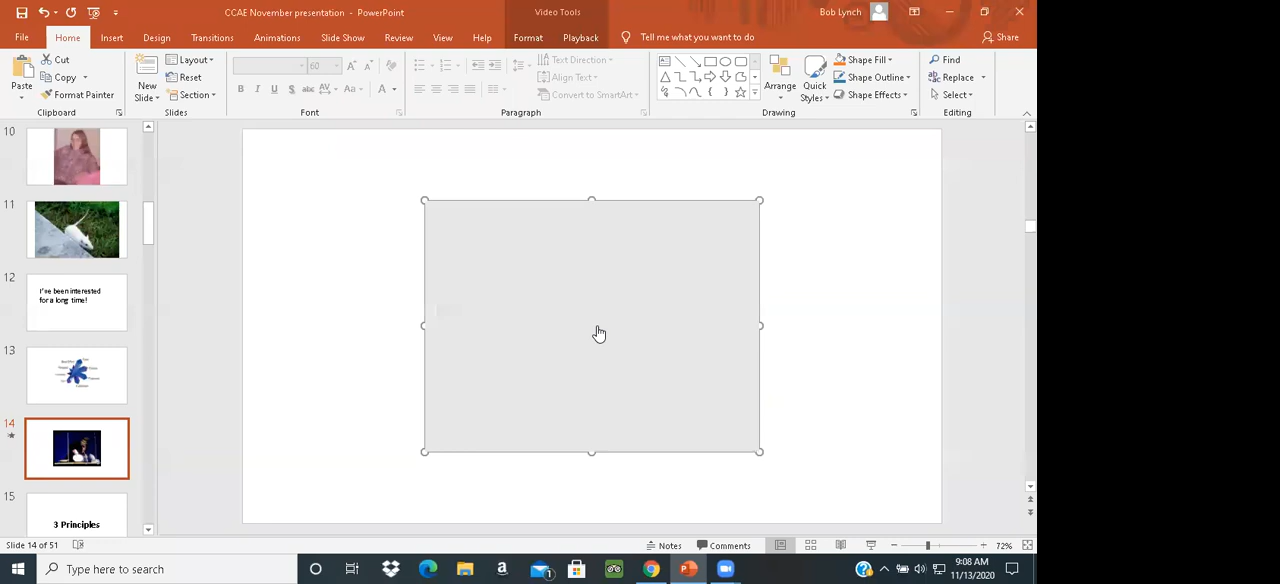 CCAE November presentation - PowerPoint
Video Tools
Bob Lynch
File
Home
Insert
Design
Transitions
Animations
Slide Show
Review
View
Help
Format
Playback
Tell me what you want to do
Share
Paste
Cut
Copy
Format Painter
Clipboard
New Slide
Layout
Reset
Section
Slides
60
Font
Text Direction
Align Text
Convert to SmartArt
Paragraph
Arrange
Quick Styles
Shape Fill
Shape Outline
Shape Effects
Drawing
Find
Replace
Select
Editing
10
11
12
I've been interested
for a long time!
13
14
15
3 Principles
Slide 14 of 51
Notes
Comments
72%
Type here to search
9:08 AM
11/13/2020